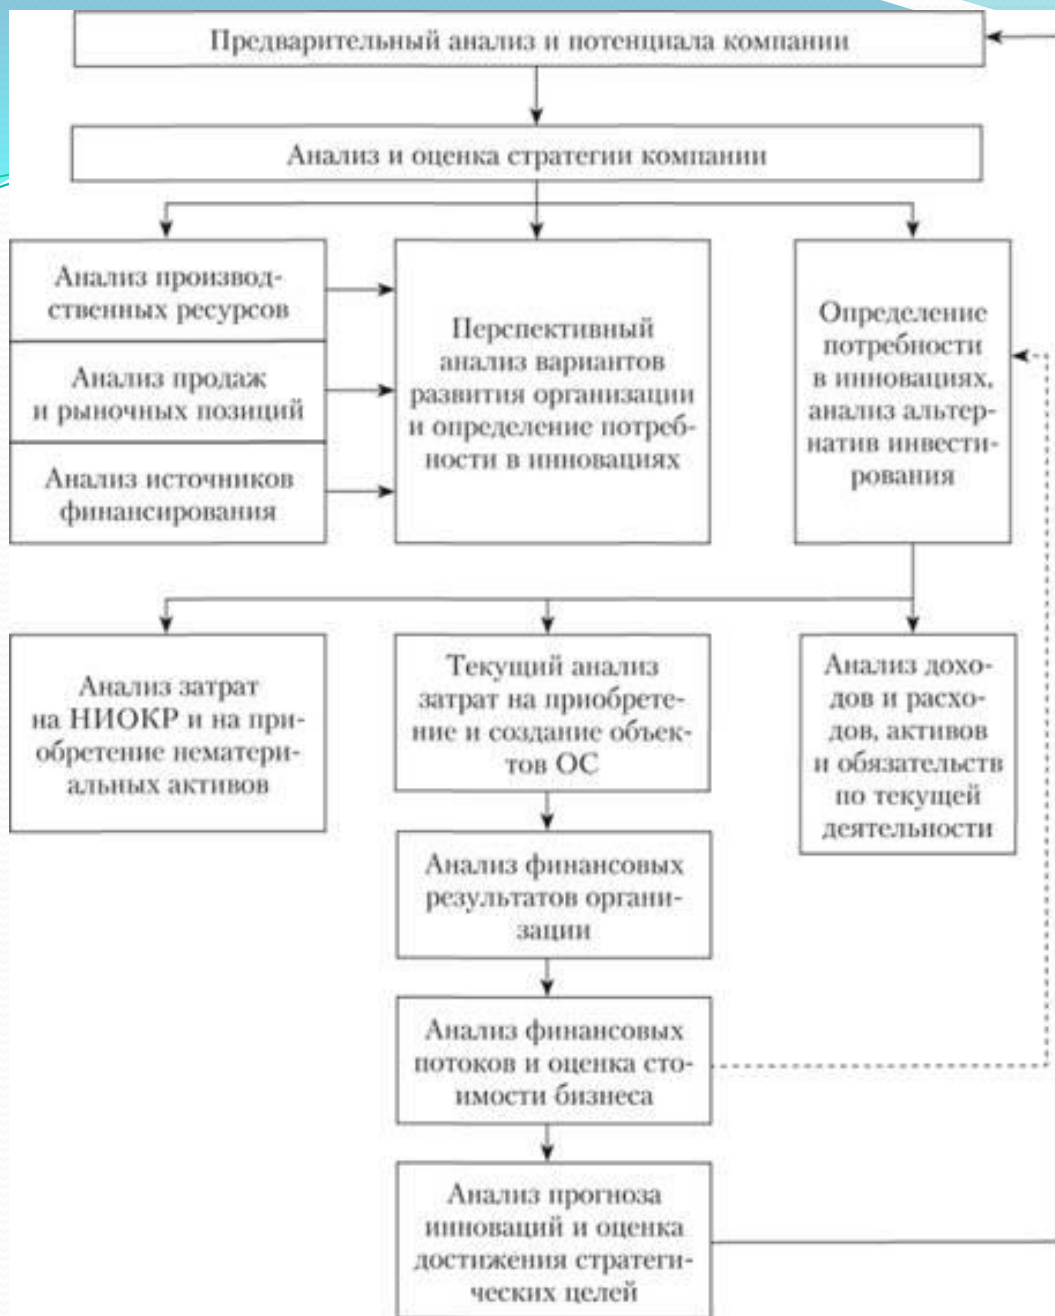 Предварительный анализ и потенциала компании
Анализ и оценка стратегии компании
Анализ производ-
ственных ресурсов
Анализ продаж
и рыночных позиций
Анализ источников
финансирования
Перспективный
анализ вариантов
развития организации
и определение потреб-
ности в инновациях
Определение
потребности
в инновациях,
анализ альтер-
натив инвести-
рования
Анализ затрат
на НИОКР и на при-
обретение нематери-
альных активов
Текущий анализ
затрат на приобрете-
ние и создание объек-
тов ОС
Анализ дохо-
дов и расхо-
дов, активов
и обязательств
по текущей
деятельности
Анализ финансовых
результатов органи-
зации
Анализ финансовых
потоков и оценка сто-
имости бизнеса
Анализ прогноза
инноваций и оценка
достижения стратеги-
ческих целей